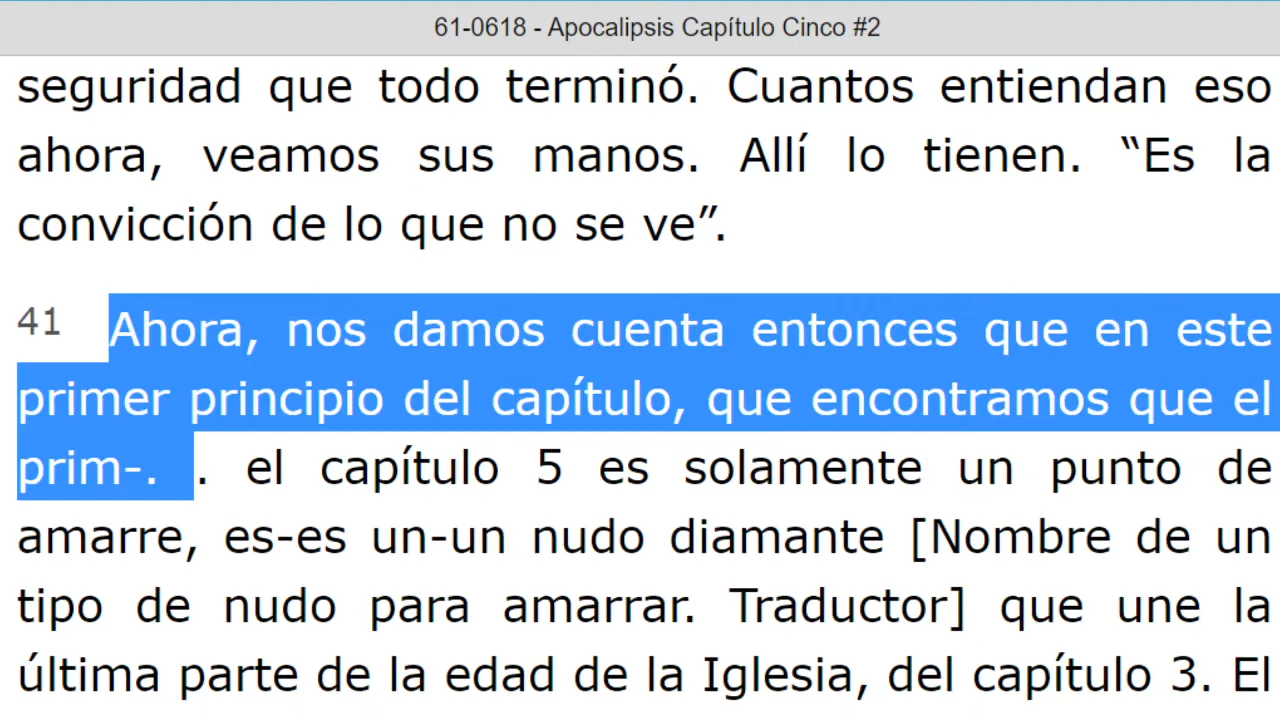 61-0618 - Apocalipsis Capítulo Cinco #2
seguridad que todo terminó. Cuantos entiendan eso
ahora, veamos sus manos. Allí lo tienen. “Es la
convicción de lo que no se ve”.
41 Ahora, nos damos cuenta entonces que en este
primer principio del capítulo, que encontramos que el
prim-. . el capítulo 5 es solamente un punto de
amarre, es-es un-un nudo diamante [Nombre de un
tipo de nudo para amarrar. Traductor] que une la
última parte de la edad de la Iglesia, del capítulo 3. El